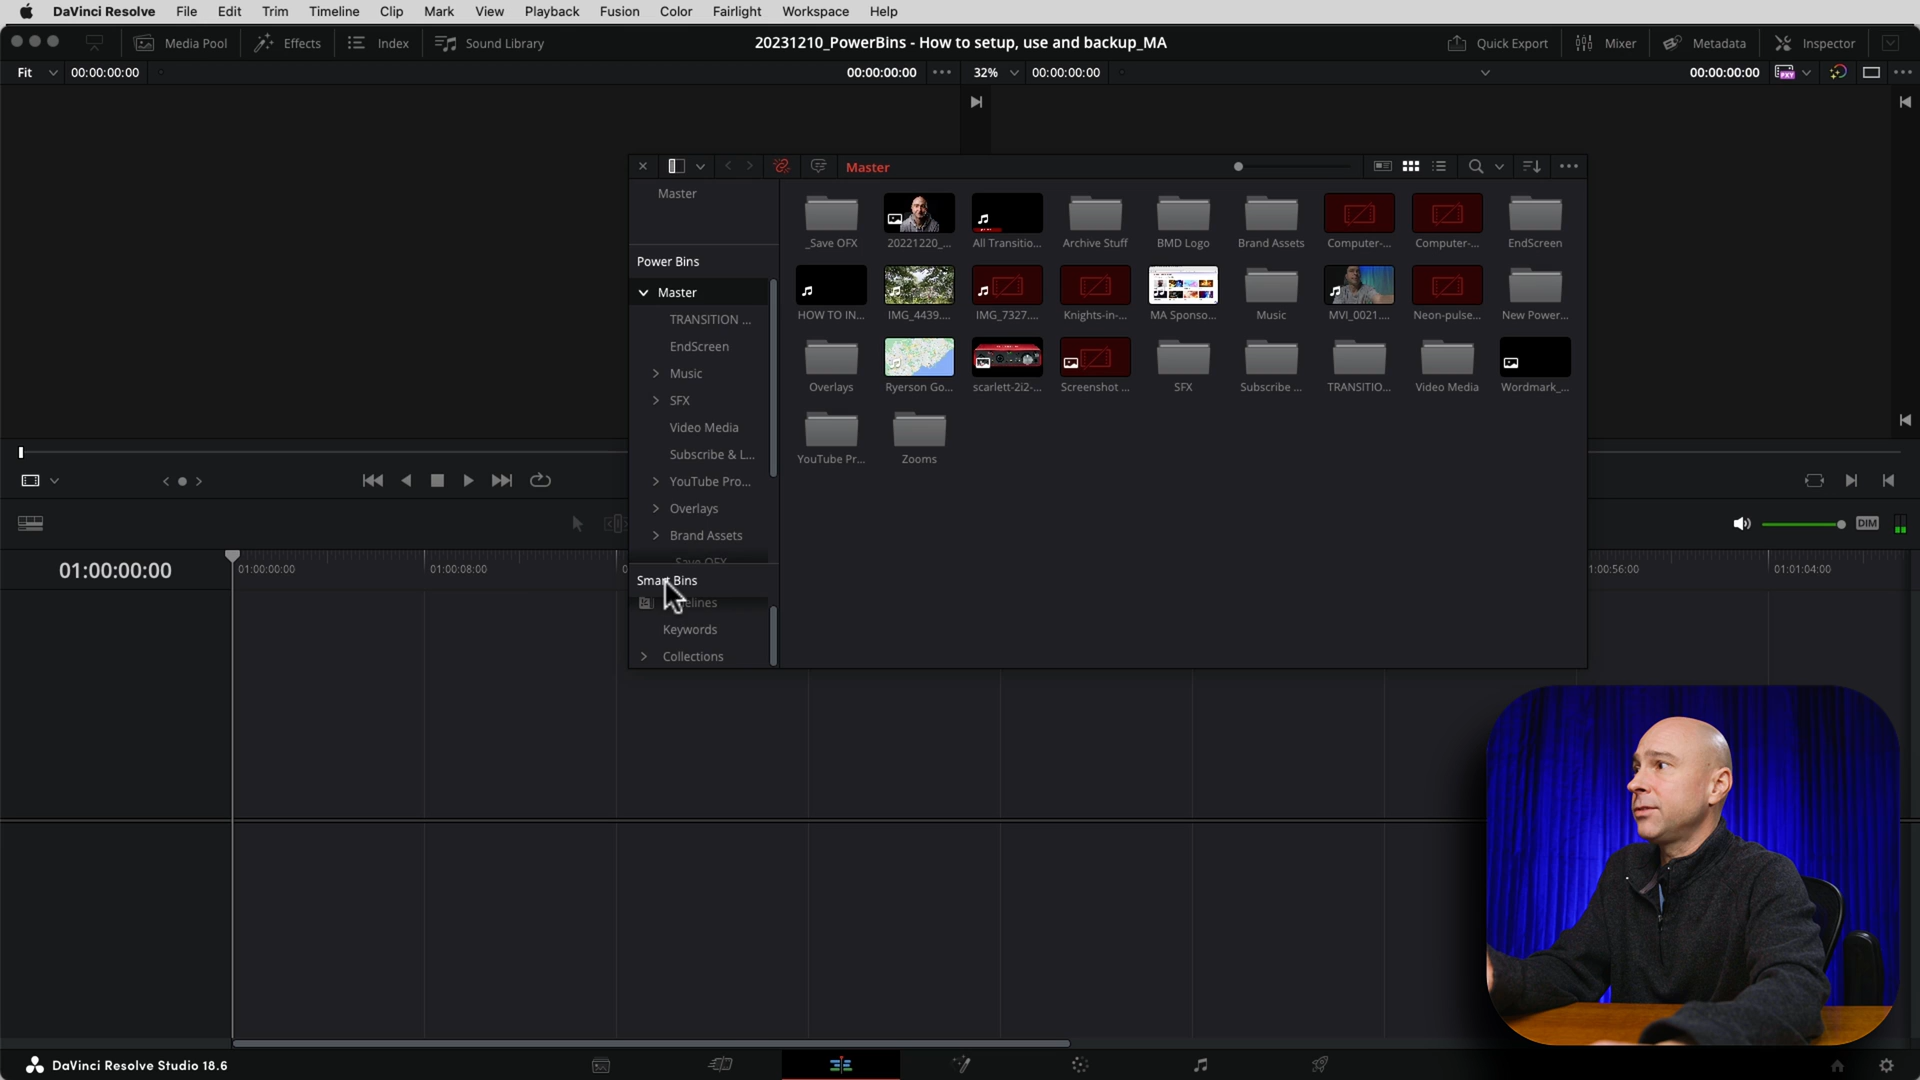 DaVinci Resolve File Edit Trim Timeline Clip Mark View Playback Fusion Color Fairlight Workspace Help
Media Pool Effects Index Sound Library 20231210_PowerBins - How to setup, use and backup_MA Quick Export Mixer Metadata Inspector
Fit 00:00:00:00 00:00:00:00 32% 00:00:00:00 00:00:00:00
Master
Master
Power Bins
Master
TRANSITION ...
EndScreen
Music
SFX
Video Media
Subscribe & L...
YouTube Pro...
Overlays
Brand Assets
Save OFX
Smart Bins
Keywords
Collections
_Save OFX 20221220_... All Transitio... Archive Stuff BMD Logo Brand Assets Computer-... Computer-... EndScreen
HOW TO IN... IMG_4439.... IMG_7327.... Knights-in-... MA Sponso... Music MVI_0021.... Neon-pulse... New Power...
Overlays Ryerson Go... scarlett-2i2-... Screenshot ... SFX Subscribe ... TRANSITIO... Video Media Wordmark_...
YouTube Pr... Zooms
DIM
01:00:00:00 01:00:00:00 01:00:08:00 0 1:00:56:00 01:01:04:00
DaVinci Resolve Studio 18.6